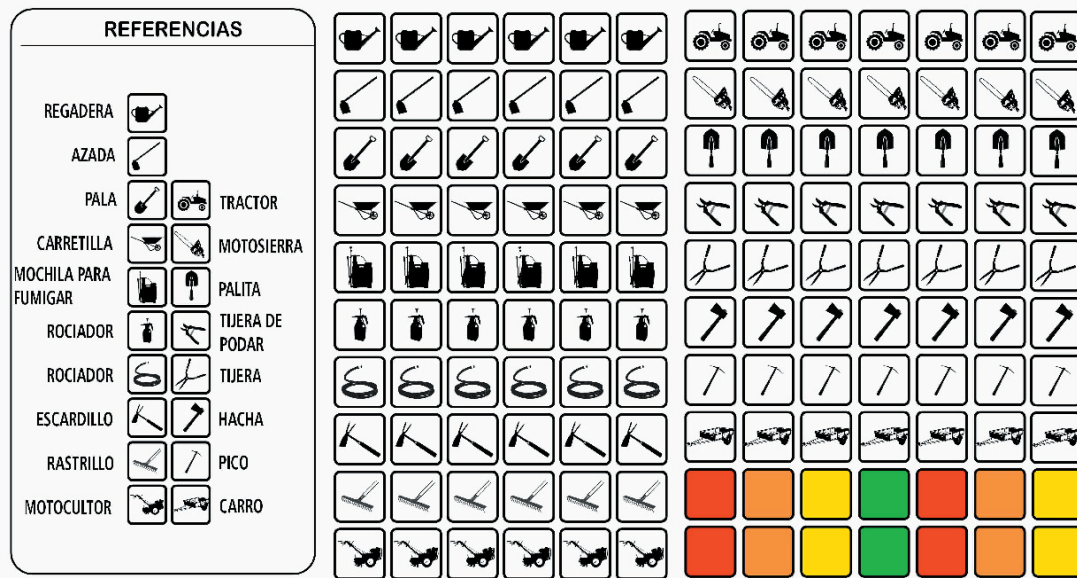 REFERENCIAS
REGADERA
AZADA
PALA
TRACTOR
CARRETILLA
MOTOSIERRA
MOCHILA PARA
FUMIGAR
PALITA
ROCIADOR
TIJERA DE
PODAR
ROCIADOR
TIJERA
ESCARDILLO
HACHA
RASTRILLO
PICO
MOTOCULTOR
CARRO